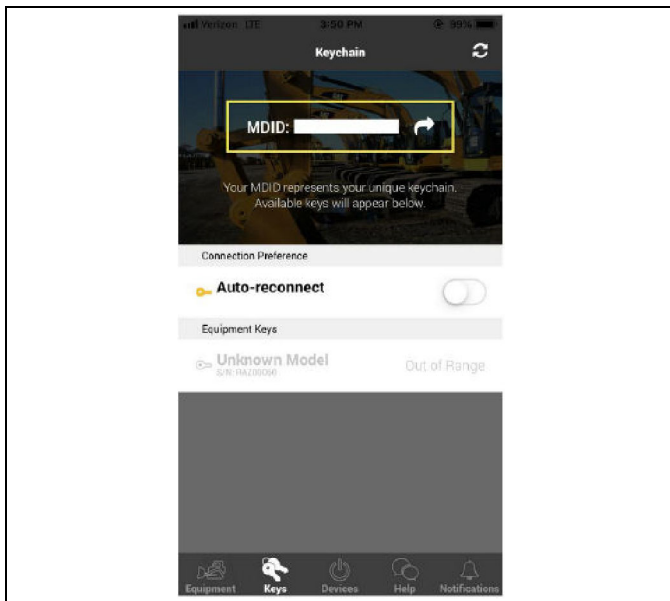 Verizon LTE 3:50 PM 99%
Keychain
MDID:
Your MDID represents your unique keychain.
Available keys will appear below.
Connection Preference
Auto-reconnect
Equipment Keys
Unknown Model Out of Range
Equipment Keys Devices Help Notifications